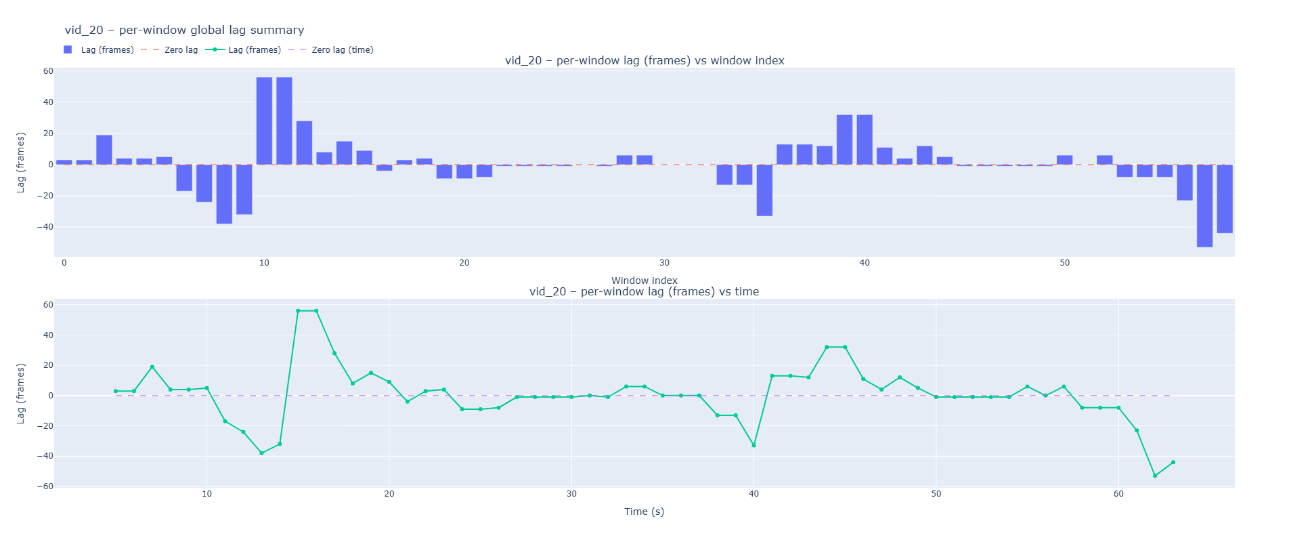 vid_20 – per-window global lag summary
Lag (frames) Zero lag Lag (frames) Zero lag (time)
vid_20 – per-window lag (frames) vs window index
60
40
20
0
−20
−40
Lag (frames)
0 10 20 30 40 50
Window index
vid_20 – per-window lag (frames) vs time
60
40
20
0
−20
−40
−60
Lag (frames)
10 20 30 40 50 60
Time (s)